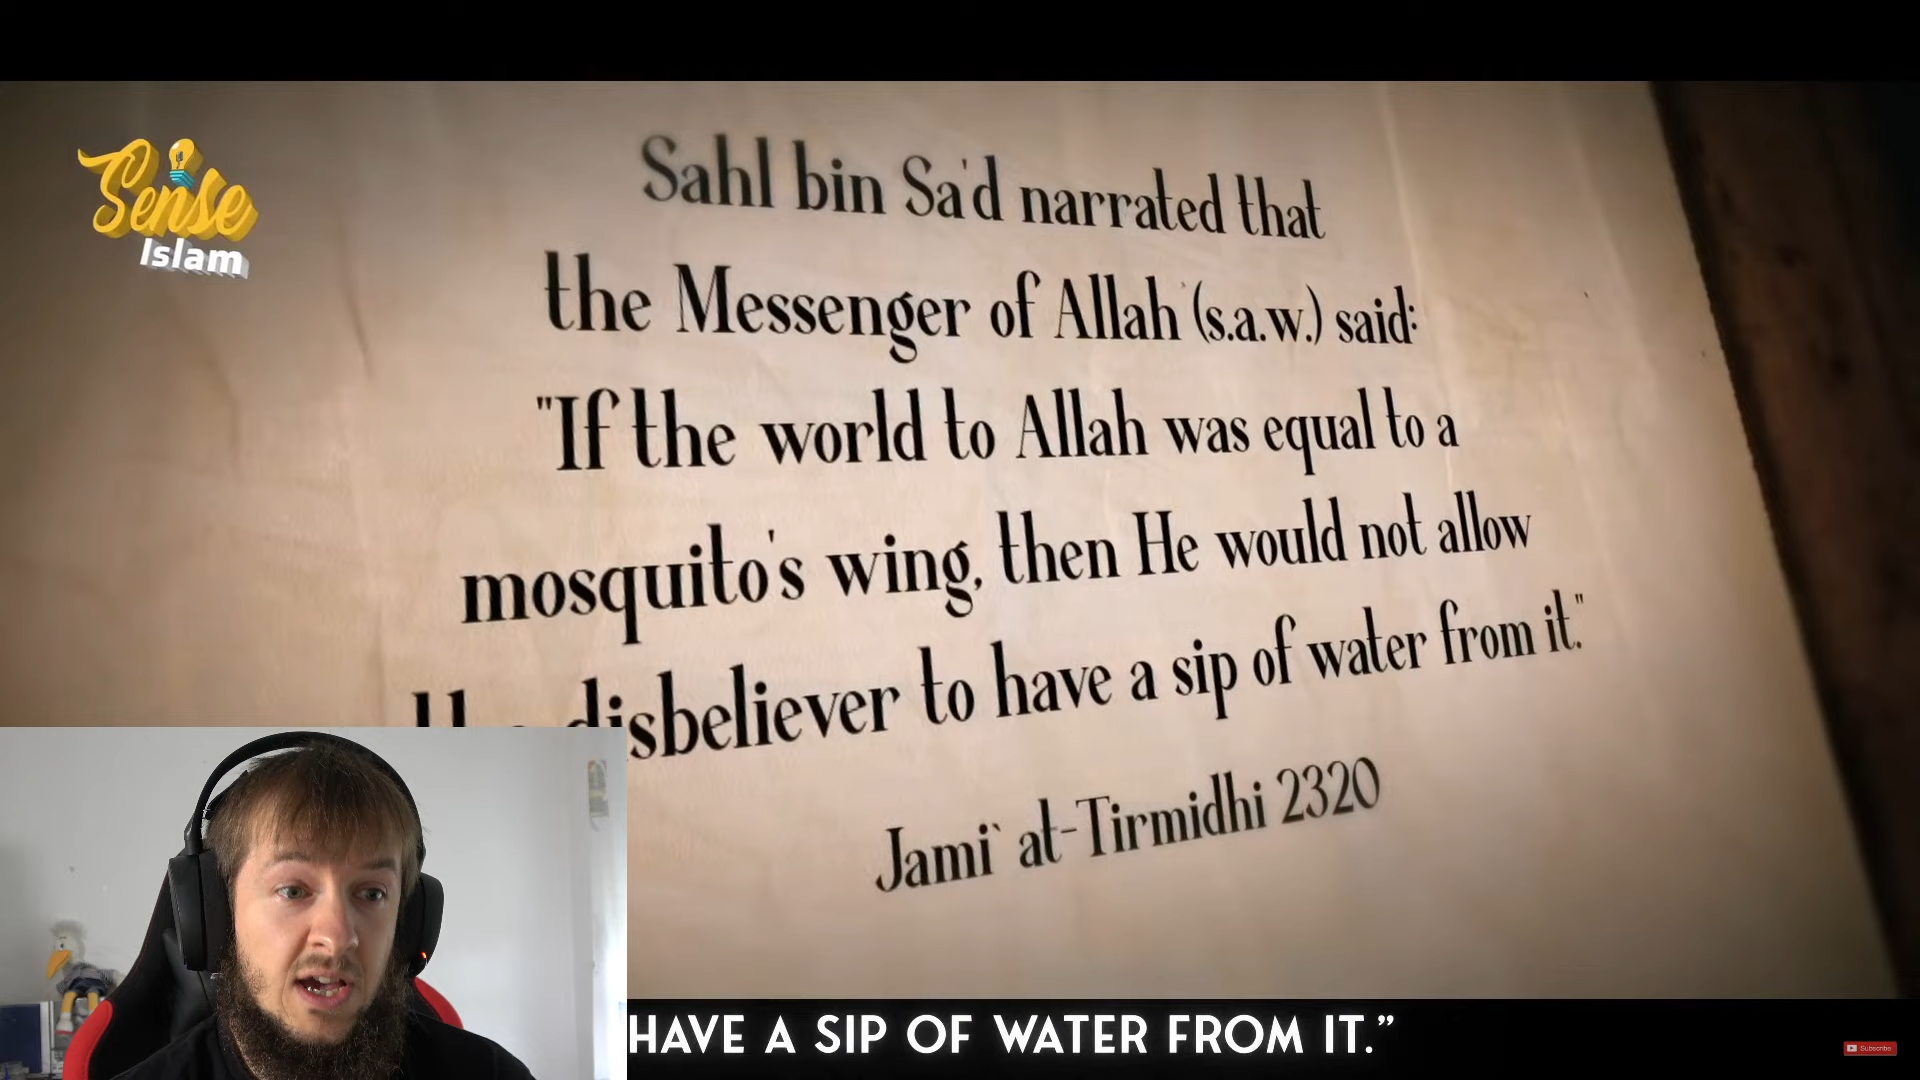 Sense
Islam
Sahl bin Sa'd narrated that
the Messenger of Allah (s.a.w.) said:
"If the world to Allah was equal to a
mosquito's wing, then He would not allow
disbeliever to have a sip of water from it."
Jami` at-Tirmidhi 2320
HAVE A SIP OF WATER FROM IT.”
Subscribe